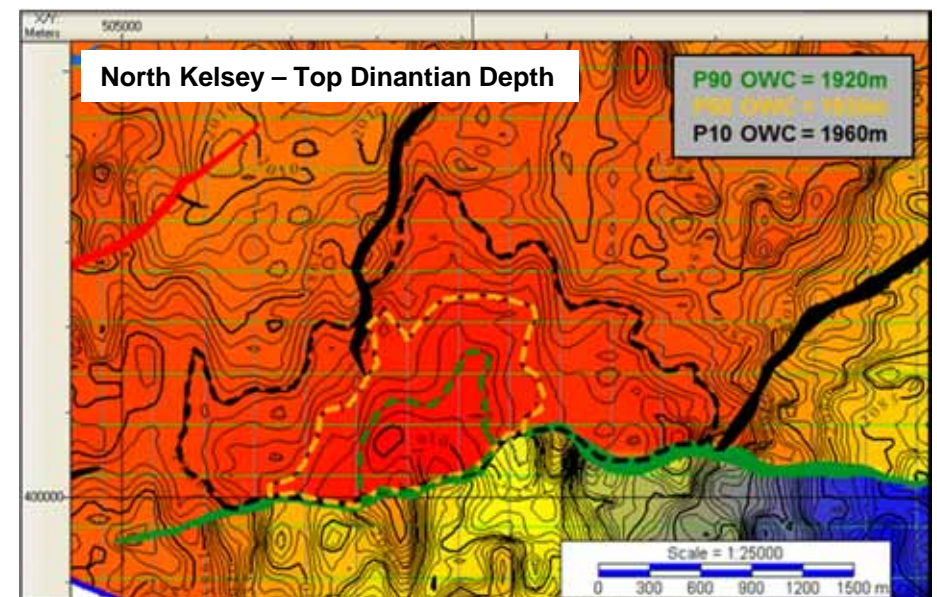 X/Y:
Meters
505000
North Kelsey – Top Dinantian Depth
P90 OWC = 1920m
P10 OWC = 1960m
400000
Scale = 1:25000
0 300 600 900 1200 1500 m